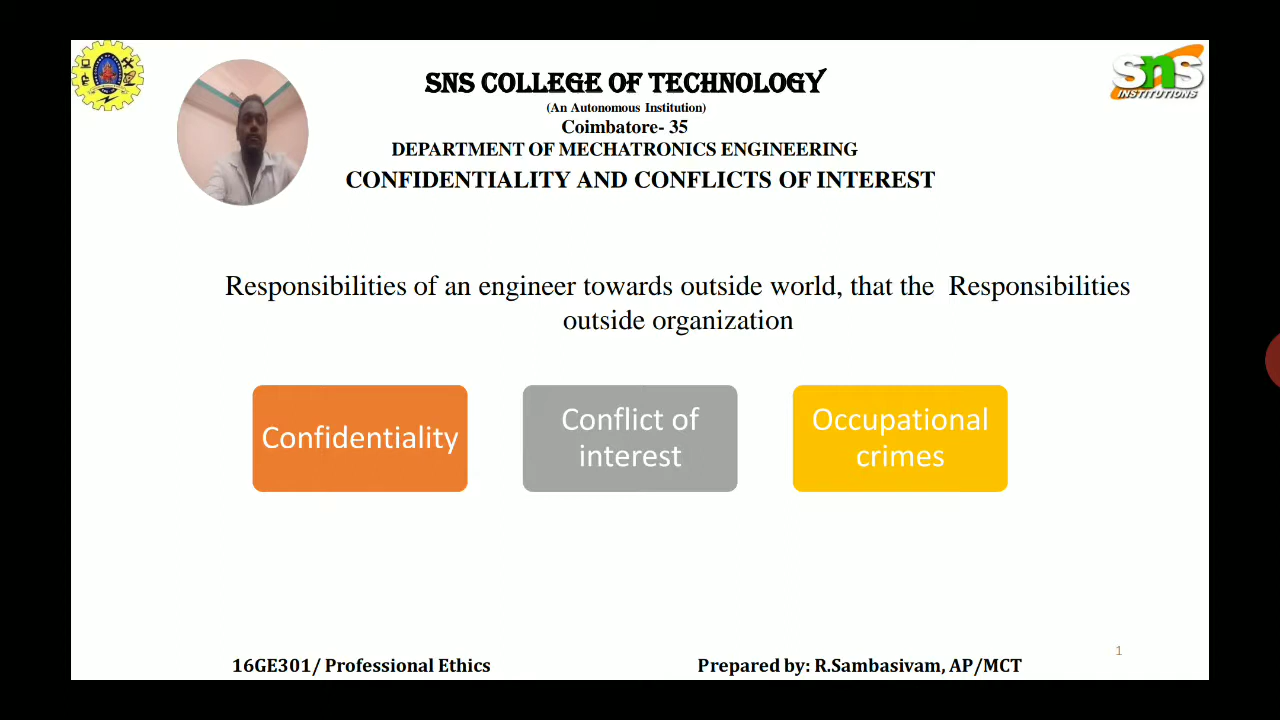 SNS COLLEGE OF TECHNOLOGY
(An Autonomous Institution)
Coimbatore- 35
DEPARTMENT OF MECHATRONICS ENGINEERING
CONFIDENTIALITY AND CONFLICTS OF INTEREST
SNS
INSTITUTIONS
Responsibilities of an engineer towards outside world, that the Responsibilities
outside organization
Confidentiality
Conflict of
interest
Occupational
crimes
1
16GE301/ Professional Ethics
Prepared by: R.Sambasivam, AP/MCT